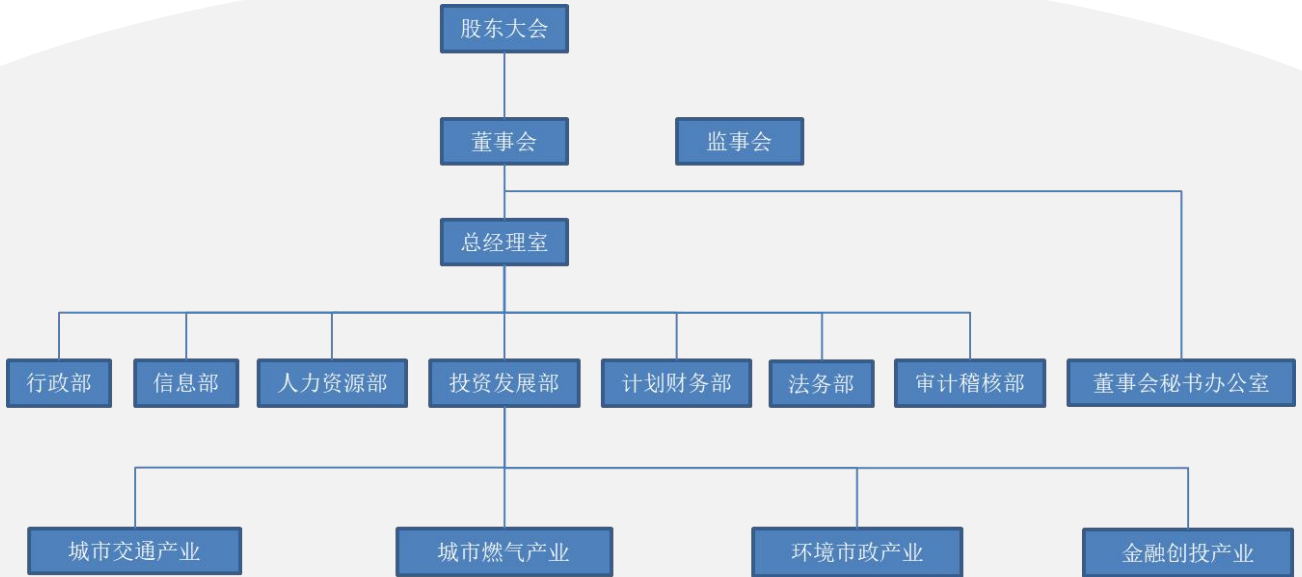 股东大会
董事会
监事会
总经理室
行政部
信息部
人力资源部
投资发展部
计划财务部
法务部
审计稽核部
董事会秘书办公室
城市交通产业
城市燃气产业
环境市政产业
金融创投产业